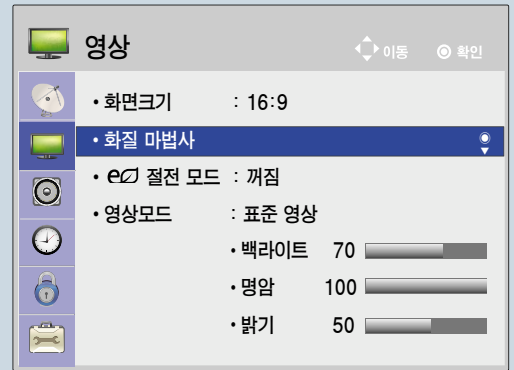 영상 이동 확인
• 화면크기 : 16:9
• 화질 마법사
• e 절전 모드 : 꺼짐
• 영상모드 : 표준 영상
• 백라이트 70
• 명암 100
• 밝기 50